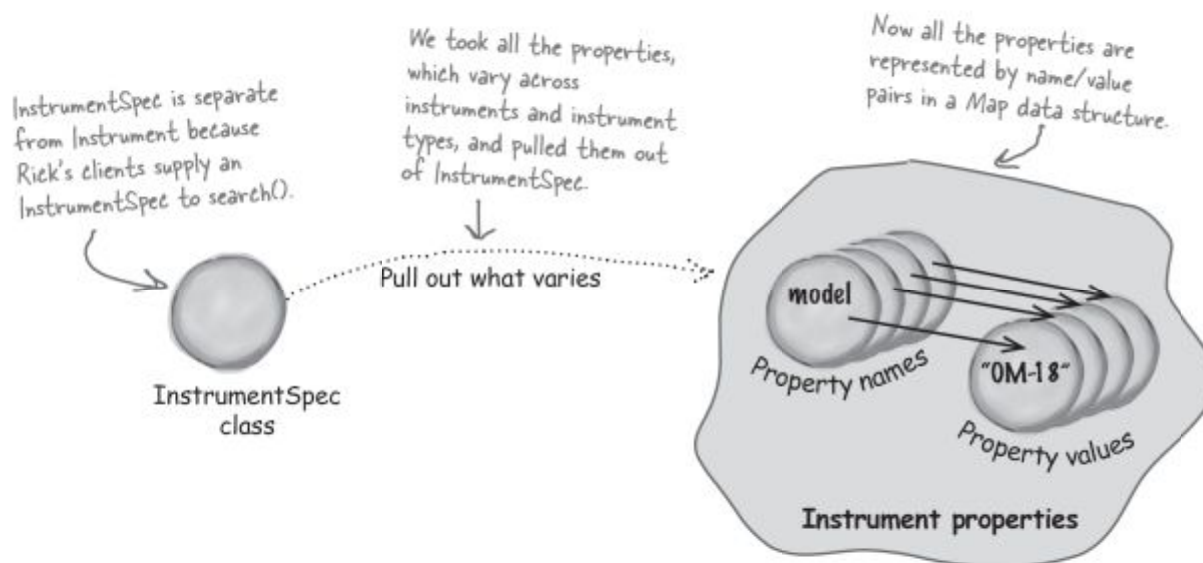 InstrumentSpec is separate
from Instrument because
Rick's clients supply an
InstrumentSpec to search().
We took all the properties,
which vary across
instruments and instrument
types, and pulled them out
of InstrumentSpec.
Now all the properties are
represented by name/value
pairs in a Map data structure.
Pull out what varies
InstrumentSpec
class
model
Property names
"OM-18"
Property values
Instrument properties